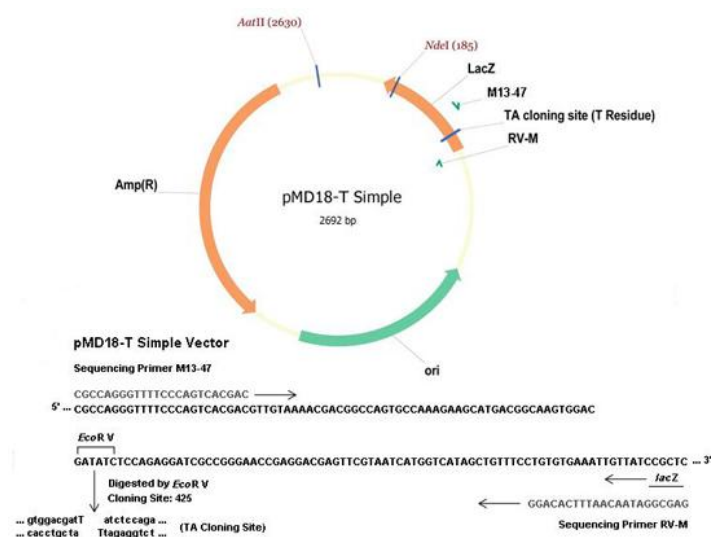 AatII (2630)
NdeI (185)
LacZ
M13-47
TA cloning site (T Residue)
RV-M
Amp(R)
pMD18-T Simple
2692 bp
ori
pMD18-T Simple Vector
Sequencing Primer M13-47
CGCCAGGGTTTTCCCAGTCACGAC
5' ... CGCCAGGGTTTTCCCAGTCACGACGTTGTAAAACGACGGCCAGTGCCAAAGAAGCATGACGGCAAGTGGAC
EcoR V
GATATCTCCAGAGGATCGCCGGGAACCGAGGACGAGTTCGTAATCATGGTCATAGCTGTTTCCTGTGTGAAATTGTTATCCGCTC ... 3'
Digested by EcoR V
Cloning Site: 425
lacZ
GGACACTTTAACAATAGGCGAG
Sequencing Primer RV-M
... gtggacgatT atctccaga ...
... cacctgcta Ttagaggtct ...
(TA Cloning Site)